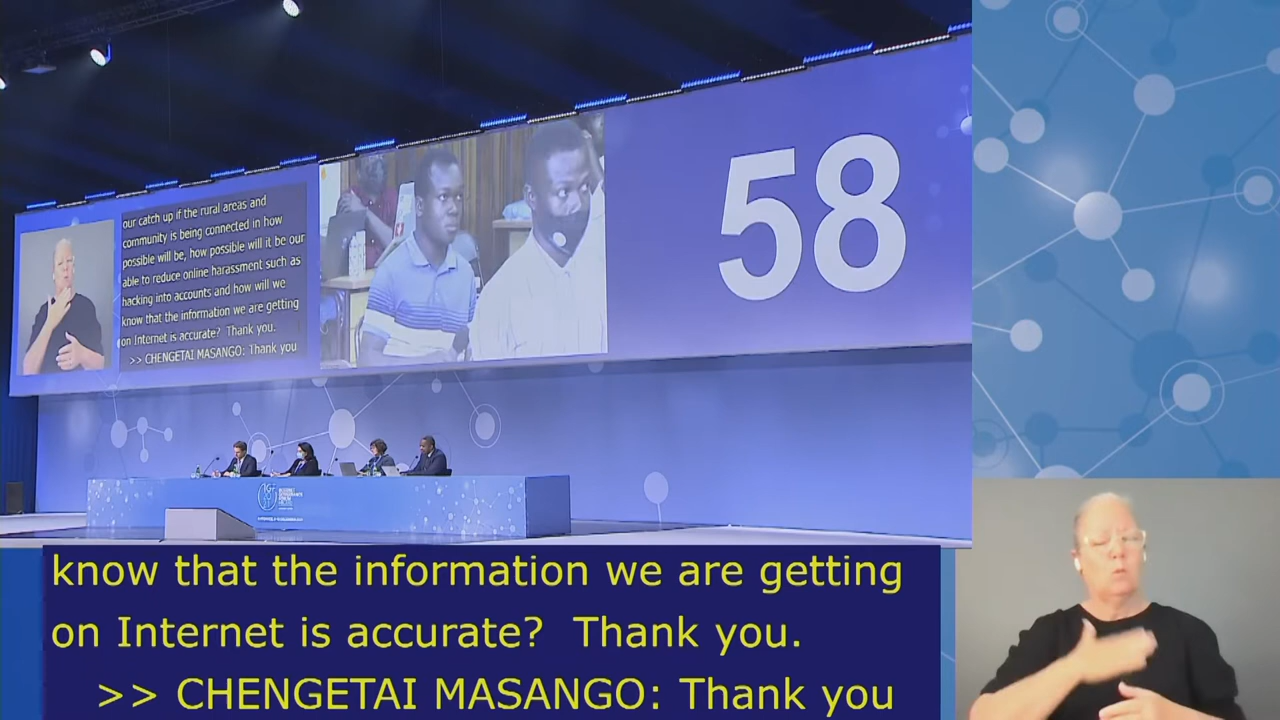 our catch up if the rural areas and
community is being connected in how
possible will be, how possible will it be our
able to reduce online harassment such as
hacking into accounts and how will we
know that the information we are getting
on Internet is accurate?  Thank you.
>> CHENGETAI MASANGO: Thank you
58
know that the information we are getting
on Internet is accurate?  Thank you.
>> CHENGETAI MASANGO: Thank you